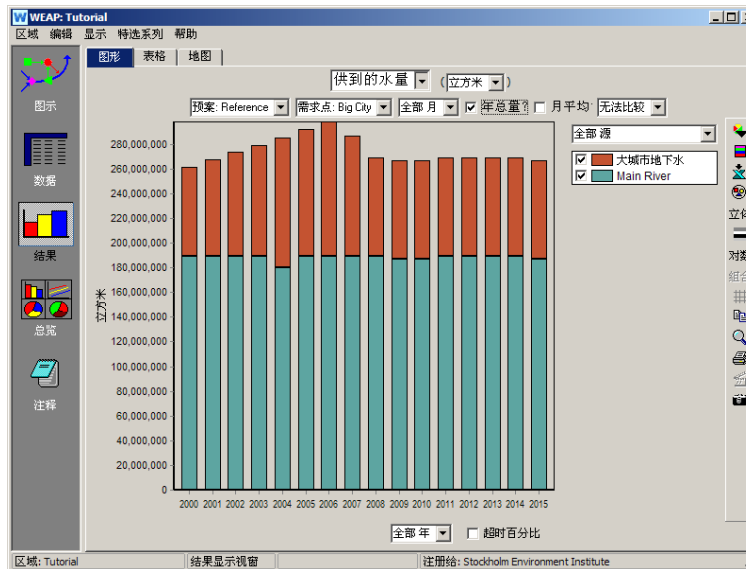 WEAP: Tutorial
区域 编辑 显示 特选系列 帮助
图形 表格 地图
供到的水量 (立方米)
预案: Reference 需求点: Big City 全部 月 年总量? 月平均: 无法比较
全部 源
大城市地下水
Main River
图示
数据
结果
总览
注释
立方米
280,000,000
260,000,000
240,000,000
220,000,000
200,000,000
180,000,000
160,000,000
140,000,000
120,000,000
100,000,000
80,000,000
60,000,000
40,000,000
20,000,000
0
2000 2001 2002 2003 2004 2005 2006 2007 2008 2009 2010 2011 2012 2013 2014 2015
全部 年 超时百分比
立体
对数
组合
区域: Tutorial 结果显示视窗 注册给: Stockholm Environment Institute